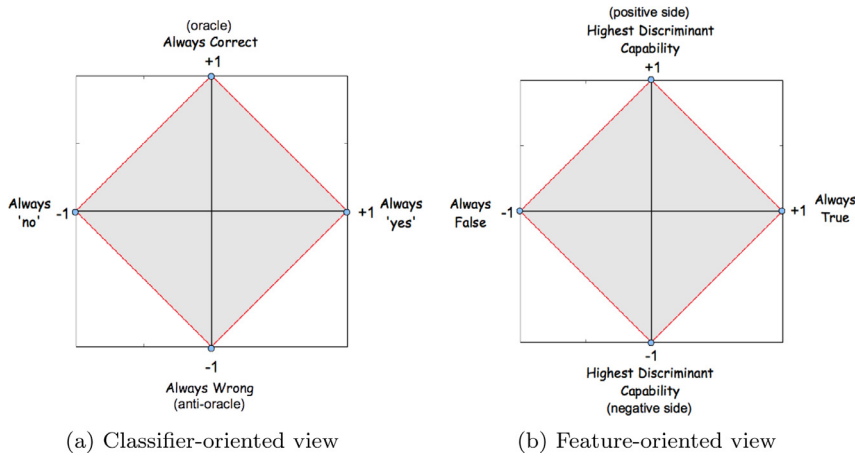 (oracle)
Always Correct
+1
Always
'no'
-1
+1
Always
'yes'
-1
Always Wrong
(anti-oracle)
(a) Classifier-oriented view
(positive side)
Highest Discriminant
Capability
+1
Always
False
-1
+1
Always
True
-1
Highest Discriminant
Capability
(negative side)
(b) Feature-oriented view